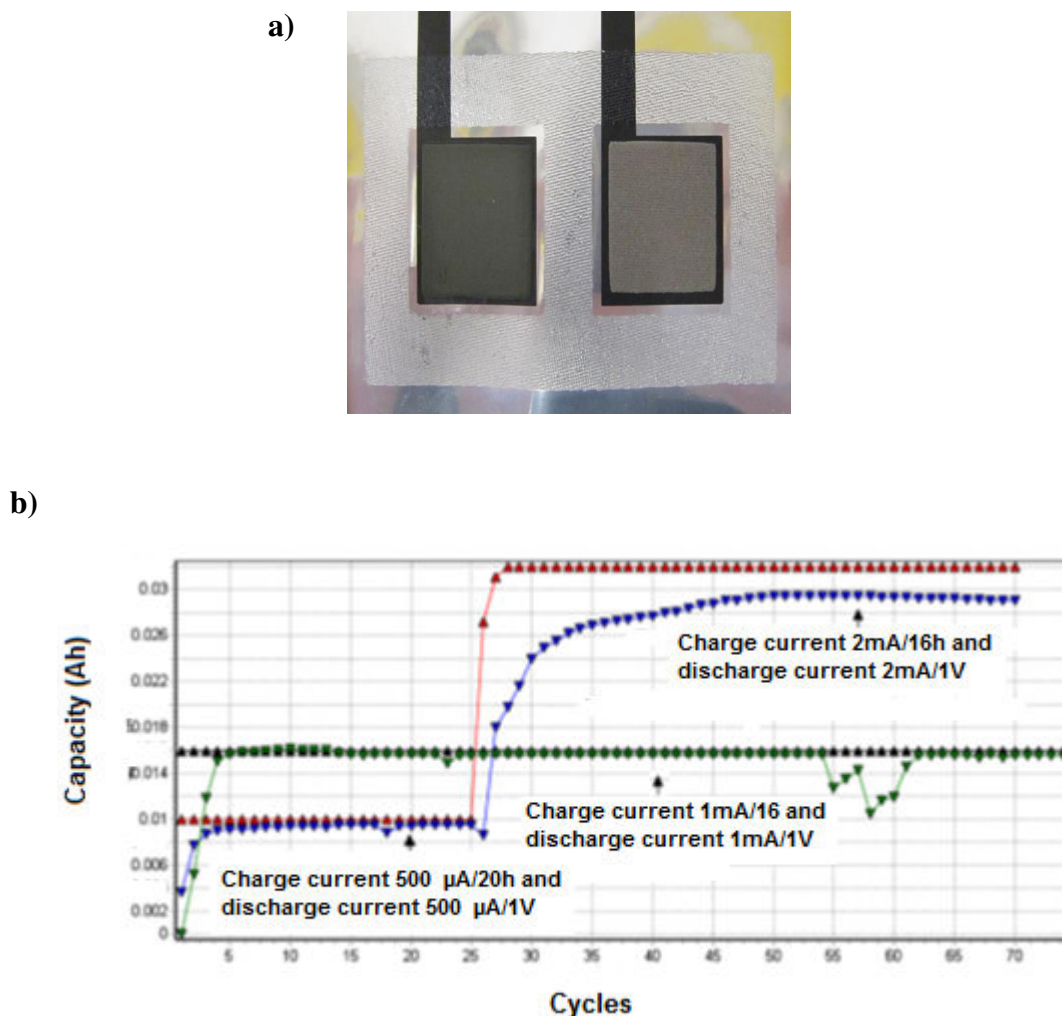 a)
b)
Capacity (Ah)
0.03
0.026
0.022
0.018
0.014
0.01
0.006
0.002
0
Charge current 2mA/16h and
discharge current 2mA/1V
Charge current 1mA/16 and
discharge current 1mA/1V
Charge current 500 µA/20h and
discharge current 500 µA/1V
5 10 15 20 25 30 35 40 45 50 55 60 65 70
Cycles